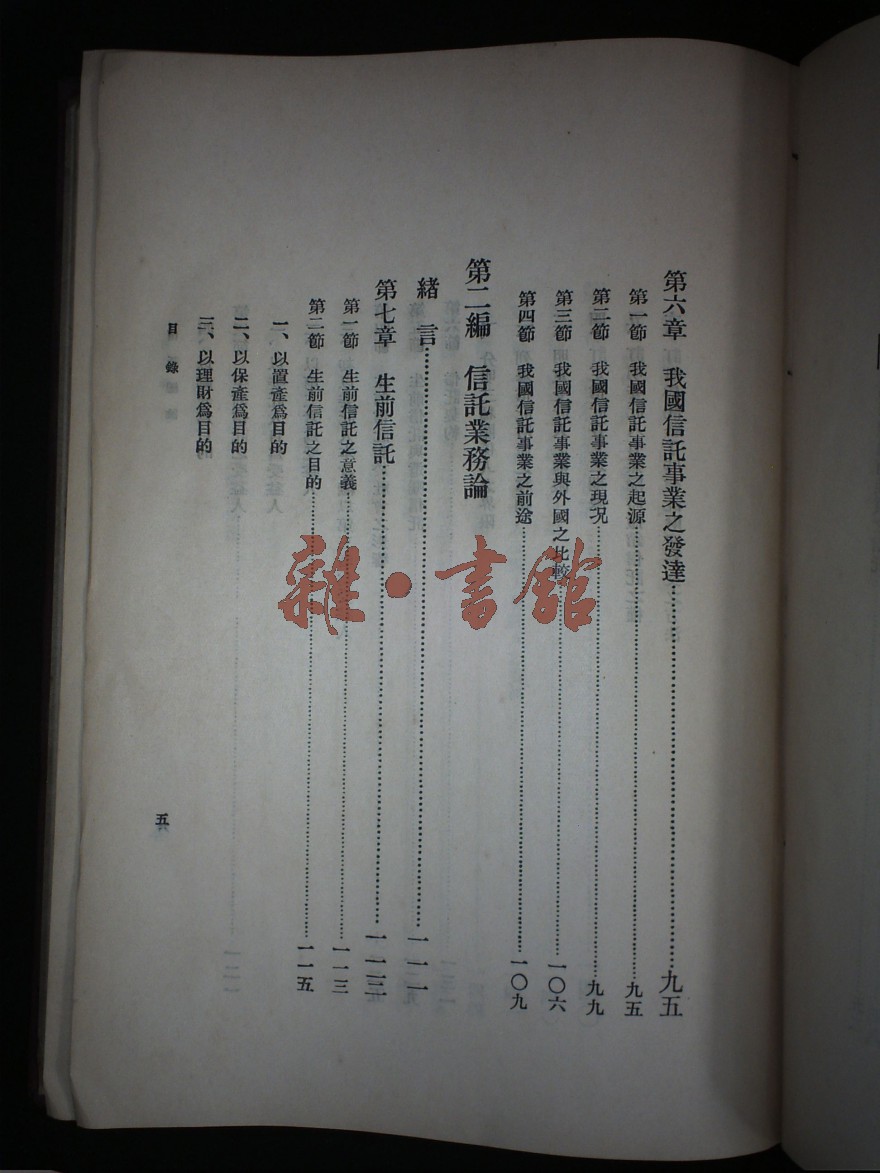 第六章 我國信託事業之發達……九五
第一節 我國信託事業之起源……九五
第二節 我國信託事業之現況……九九
第三節 我國信託事業與外國之比較……一〇六
第四節 我國信託事業之前途……一〇九
第二編 信託業務論
緒 言……一一一
第七章 生前信託……一一三
第一節 生前信託之意義……一一三
第二節 生前信託之目的……一一五
一、以置產爲目的
二、以保產爲目的
三、以理財爲目的
目 錄
五
雜·書館